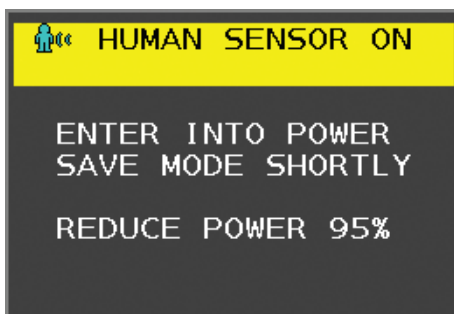 HUMAN SENSOR ON
ENTER INTO POWER
SAVE MODE SHORTLY
REDUCE POWER 95%